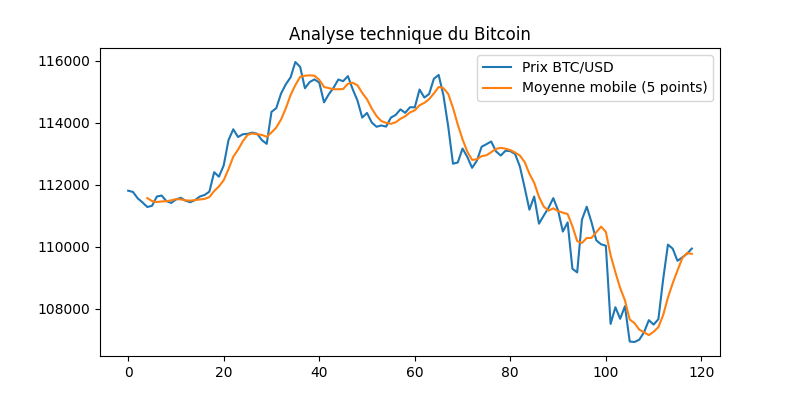 Analyse technique du Bitcoin
Prix BTC/USD
Moyenne mobile (5 points)
116000
114000
112000
110000
108000
0 20 40 60 80 100 120